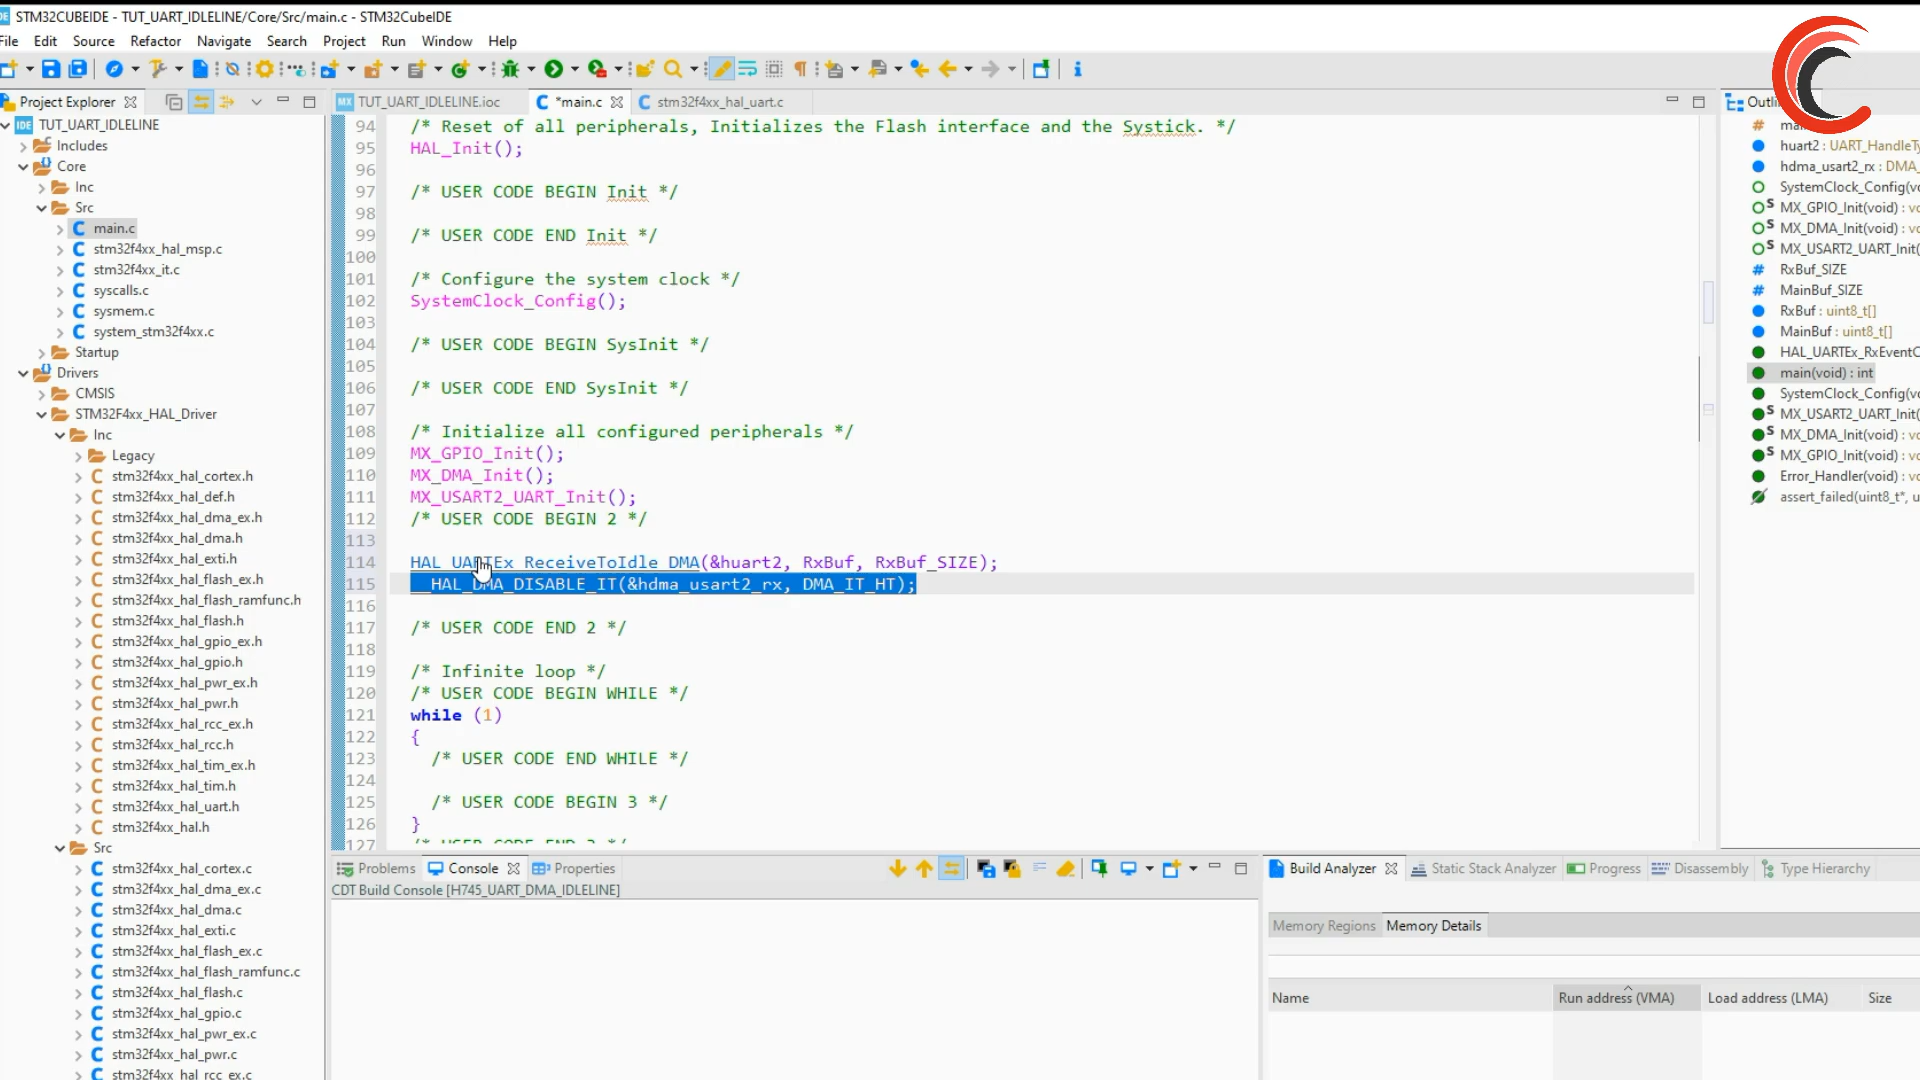 STM32CUBEIDE - TUT_UART_IDLELINE/Core/Src/main.c - STM32CubeIDE
File Edit Source Refactor Navigate Search Project Run Window Help
Project Explorer
TUT_UART_IDLELINE
Includes
Core
Inc
Src
main.c
stm32f4xx_hal_msp.c
stm32f4xx_it.c
syscalls.c
sysmem.c
system_stm32f4xx.c
Startup
Drivers
CMSIS
STM32F4xx_HAL_Driver
Inc
Legacy
stm32f4xx_hal_cortex.h
stm32f4xx_hal_def.h
stm32f4xx_hal_dma_ex.h
stm32f4xx_hal_dma.h
stm32f4xx_hal_exti.h
stm32f4xx_hal_flash_ex.h
stm32f4xx_hal_flash_ramfunc.h
stm32f4xx_hal_flash.h
stm32f4xx_hal_gpio_ex.h
stm32f4xx_hal_gpio.h
stm32f4xx_hal_pwr_ex.h
stm32f4xx_hal_pwr.h
stm32f4xx_hal_rcc_ex.h
stm32f4xx_hal_rcc.h
stm32f4xx_hal_tim_ex.h
stm32f4xx_hal_tim.h
stm32f4xx_hal_uart.h
stm32f4xx_hal.h
Src
stm32f4xx_hal_cortex.c
stm32f4xx_hal_dma_ex.c
stm32f4xx_hal_dma.c
stm32f4xx_hal_exti.c
stm32f4xx_hal_flash_ex.c
stm32f4xx_hal_flash_ramfunc.c
stm32f4xx_hal_flash.c
stm32f4xx_hal_gpio.c
stm32f4xx_hal_pwr_ex.c
stm32f4xx_hal_pwr.c
stm32f4xx_hal_rcc_ex.c
MX TUT_UART_IDLELINE.ioc *main.c stm32f4xx_hal_uart.c
94 /* Reset of all peripherals, Initializes the Flash interface and the Systick. */
95 HAL_Init();
96
97 /* USER CODE BEGIN Init */
98
99 /* USER CODE END Init */
100
101 /* Configure the system clock */
102 SystemClock_Config();
103
104 /* USER CODE BEGIN SysInit */
105
106 /* USER CODE END SysInit */
107
108 /* Initialize all configured peripherals */
109 MX_GPIO_Init();
110 MX_DMA_Init();
111 MX_USART2_UART_Init();
112 /* USER CODE BEGIN 2 */
113
114 HAL_UARTEx_ReceiveToIdle_DMA(&huart2, RxBuf, RxBuf_SIZE);
115 __HAL_DMA_DISABLE_IT(&hdma_usart2_rx, DMA_IT_HT);
116
117 /* USER CODE END 2 */
118
119 /* Infinite loop */
120 /* USER CODE BEGIN WHILE */
121 while (1)
122 {
123 /* USER CODE END WHILE */
124
125 /* USER CODE BEGIN 3 */
126 }
127 /* USER CODE END 3 */
Outli
mai
huart2 : UART_HandleTy
hdma_usart2_rx : DMA_
SystemClock_Config(vo
MX_GPIO_Init(void) : vo
MX_DMA_Init(void) : vo
MX_USART2_UART_Init(
RxBuf_SIZE
MainBuf_SIZE
RxBuf : uint8_t[]
MainBuf : uint8_t[]
HAL_UARTEx_RxEventC
main(void) : int
SystemClock_Config(vo
MX_USART2_UART_Init(
MX_DMA_Init(void) : vo
MX_GPIO_Init(void) : vo
Error_Handler(void) : vo
assert_failed(uint8_t*, u
Problems Console Properties
CDT Build Console [H745_UART_DMA_IDLELINE]
Build Analyzer Static Stack Analyzer Progress Disassembly Type Hierarchy
Memory Regions Memory Details
Name Run address (VMA) Load address (LMA) Size